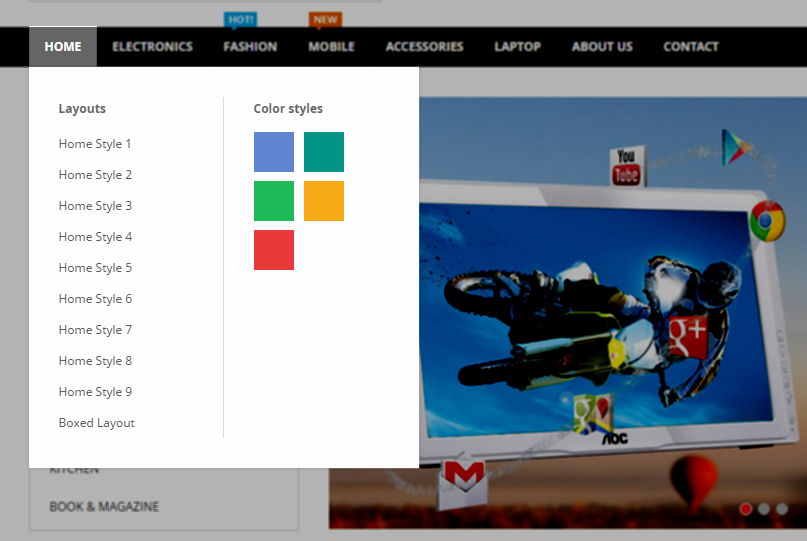 HOT!
NEW
HOME
ELECTRONICS
FASHION
MOBILE
ACCESSORIES
LAPTOP
ABOUT US
CONTACT
Layouts
Home Style 1
Home Style 2
Home Style 3
Home Style 4
Home Style 5
Home Style 6
Home Style 7
Home Style 8
Home Style 9
Boxed Layout
Color styles
KITCHEN
BOOK & MAGAZINE
You
Tube
g+
AOC